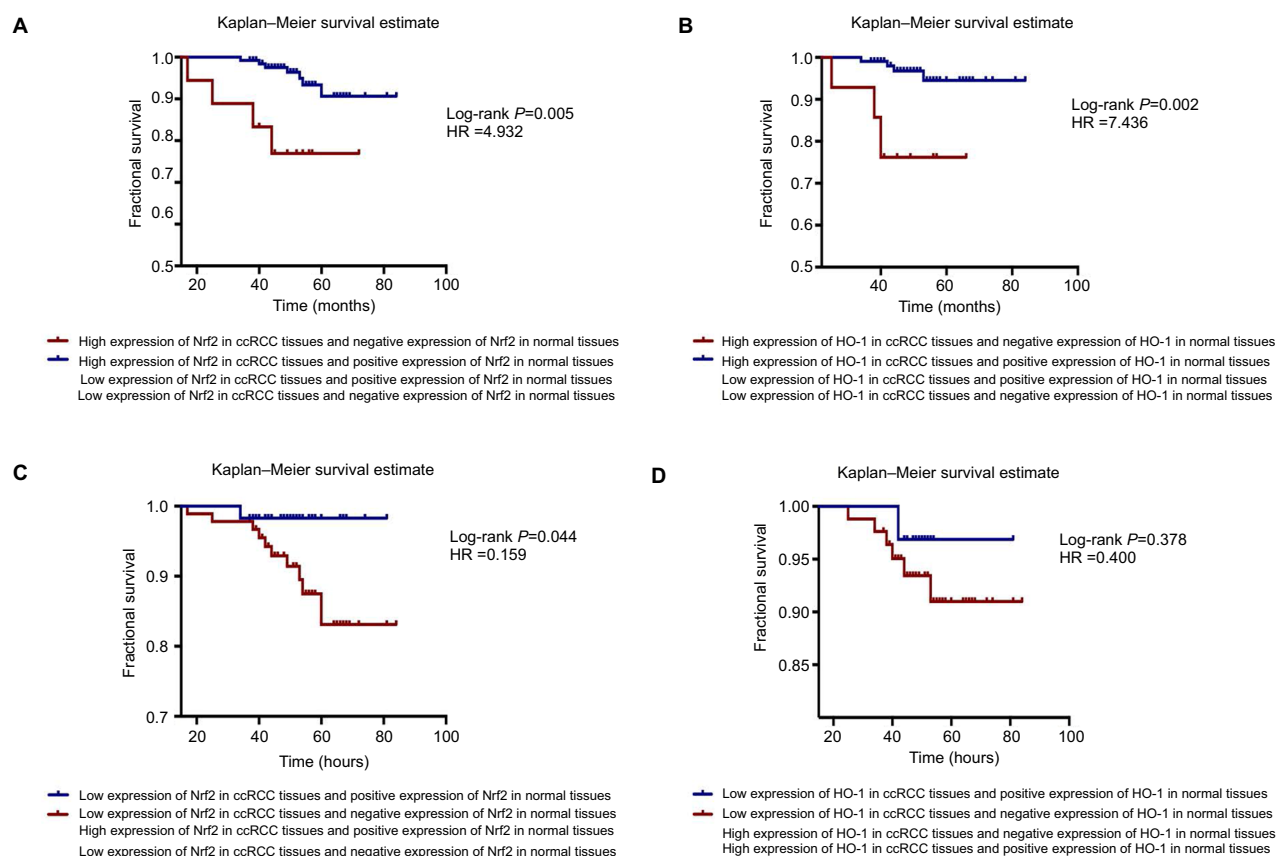 A
Kaplan–Meier survival estimate
1.0
0.9
0.8
0.7
0.6
0.5
Fractional survival
Log-rank P=0.005
HR =4.932
20 40 60 80 100
Time (months)
High expression of Nrf2 in ccRCC tissues and negative expression of Nrf2 in normal tissues
High expression of Nrf2 in ccRCC tissues and positive expression of Nrf2 in normal tissues
Low expression of Nrf2 in ccRCC tissues and positive expression of Nrf2 in normal tissues
Low expression of Nrf2 in ccRCC tissues and negative expression of Nrf2 in normal tissues
B
Kaplan–Meier survival estimate
1.0
0.9
0.8
0.7
0.6
0.5
Fractional survival
Log-rank P=0.002
HR =7.436
40 60 80 100
Time (months)
High expression of HO-1 in ccRCC tissues and negative expression of HO-1 in normal tissues
High expression of HO-1 in ccRCC tissues and positive expression of HO-1 in normal tissues
Low expression of HO-1 in ccRCC tissues and positive expression of HO-1 in normal tissues
Low expression of HO-1 in ccRCC tissues and negative expression of HO-1 in normal tissues
C
Kaplan–Meier survival estimate
1.0
0.9
0.8
0.7
Fractional survival
Log-rank P=0.044
HR =0.159
20 40 60 80 100
Time (hours)
Low expression of Nrf2 in ccRCC tissues and positive expression of Nrf2 in normal tissues
Low expression of Nrf2 in ccRCC tissues and negative expression of Nrf2 in normal tissues
High expression of Nrf2 in ccRCC tissues and positive expression of Nrf2 in normal tissues
Low expression of Nrf2 in ccRCC tissues and negative expression of Nrf2 in normal tissues
D
Kaplan–Meier survival estimate
1.00
0.95
0.90
0.85
Fractional survival
Log-rank P=0.378
HR =0.400
20 40 60 80 100
Time (hours)
Low expression of HO-1 in ccRCC tissues and positive expression of HO-1 in normal tissues
Low expression of HO-1 in ccRCC tissues and negative expression of HO-1 in normal tissues
High expression of HO-1 in ccRCC tissues and negative expression of HO-1 in normal tissues
High expression of HO-1 in ccRCC tissues and positive expression of HO-1 in normal tissues